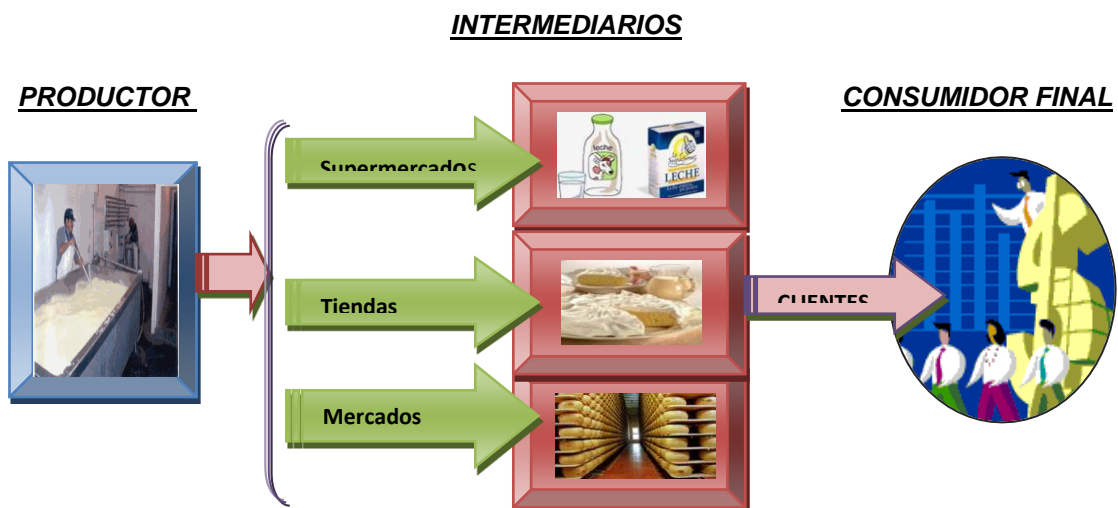 INTERMEDIARIOS
PRODUCTOR
CONSUMIDOR FINAL
Supermercados
leche
LECHE
Tiendas
CLIENTES
Mercados